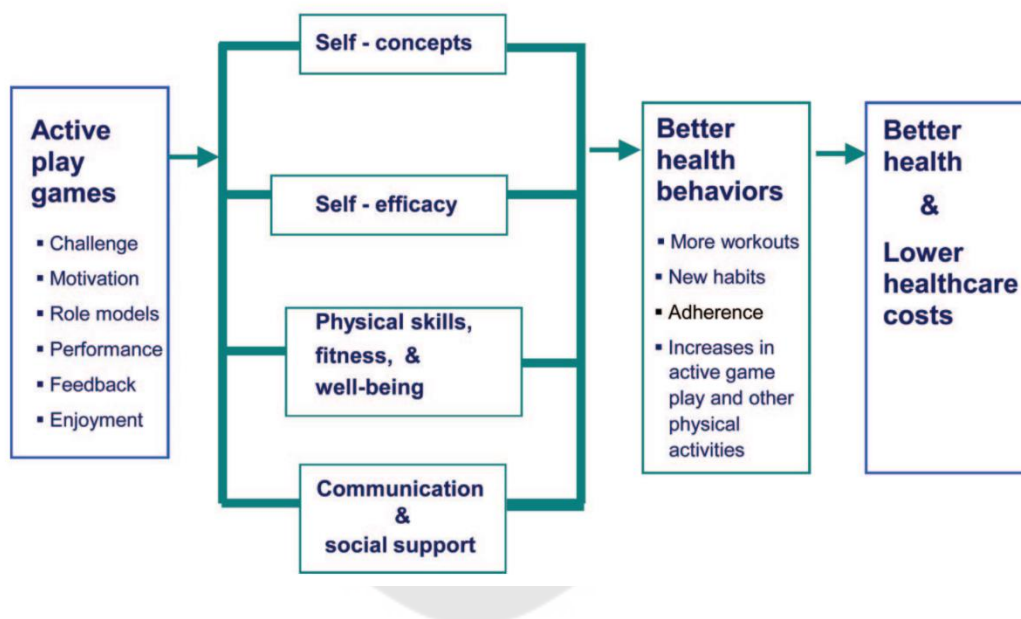 Active
play
games
▪ Challenge
▪ Motivation
▪ Role models
▪ Performance
▪ Feedback
▪ Enjoyment
Self - concepts
Self - efficacy
Physical skills,
fitness, &
well-being
Communication
&
social support
Better
health
behaviors
▪ More workouts
▪ New habits
▪ Adherence
▪ Increases in
active game
play and other
physical
activities
Better
health
&
Lower
healthcare
costs